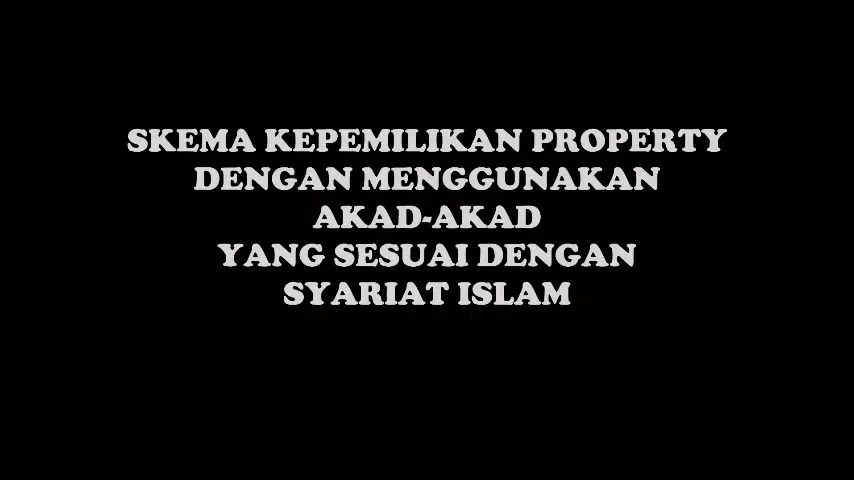 SKEMA KEPEMILIKAN PROPERTY
DENGAN MENGGUNAKAN
AKAD-AKAD
YANG SESUAI DENGAN
SYARIAT ISLAM